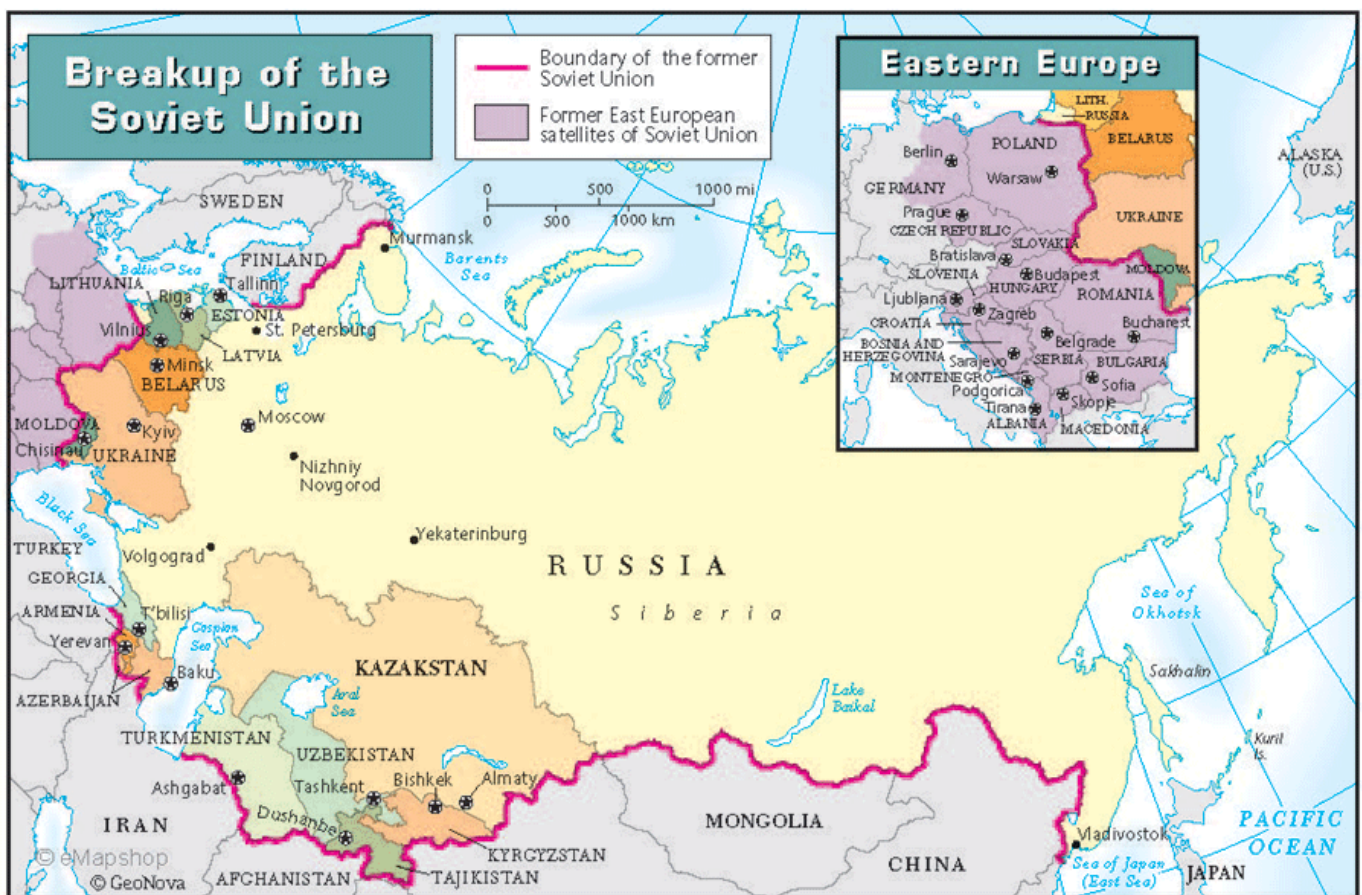 Breakup of the
Soviet Union
Boundary of the former
Soviet Union
Former East European
satellites of Soviet Union
0 500 1000 mi
0 500 1000 km
Eastern Europe
LITH.
RUSSIA
BELARUS
POLAND
Berlin
Warsaw
GERMANY
UKRAINE
Prague
CZECH REPUBLIC
SLOVAKIA
Bratislava
MOLDOVA
SLOVENIA
Budapest
HUNGARY
ROMANIA
Ljubljana
Zagreb
CROATIA
Bucharest
BOSNIA AND
HERZEGOVINA
Belgrade
Sarajevo
SERBIA
BULGARIA
MONTENEGRO
Sofia
Podgorica
Skopje
Tirana
ALBANIA
MACEDONIA
ALASKA
(U.S.)
SWEDEN
FINLAND
Murmansk
Barents
Sea
Baltic Sea
LITHUANIA
Tallinn
Riga
ESTONIA
Vilnius
St. Petersburg
LATVIA
Minsk
BELARUS
MOLDOVA
Kyiv
Moscow
Chisinau
UKRAINE
Nizhniy
Novgorod
Black Sea
Yekaterinburg
Volgograd
TURKEY
RUSSIA
Siberia
GEORGIA
ARMENIA
T'bilisi
Yerevan
Caspian
Sea
Baku
AZERBAIJAN
KAZAKSTAN
Aral
Sea
Lake
Baikal
Sea of
Okhotsk
Sakhalin
Kuril
Is.
TURKMENISTAN
UZBEKISTAN
Ashgabat
Tashkent
Bishkek
Almaty
Dushanbe
IRAN
MONGOLIA
CHINA
Vladivostok
PACIFIC
OCEAN
KYRGYZSTAN
TAJIKISTAN
AFGHANISTAN
Sea of Japan
(East Sea)
JAPAN
© eMapshop
© GeoNova